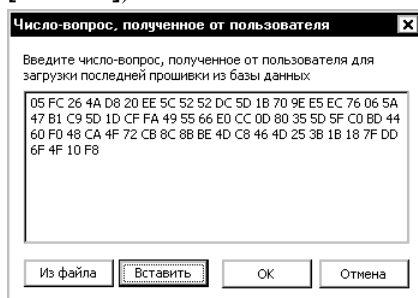 Число-вопрос, полученное от пользователя
Введите число-вопрос, полученное от пользователя для
загрузки последней прошивки из базы данных
05 FC 26 4A D8 20 EE 5C 52 52 DC 5D 1B 70 9E E5 EC 76 06 5A
47 B1 C9 5D 1D CF FA 49 55 66 E0 CC 0D 80 35 5D 5F C0 BD 44
60 F0 48 CA 4F 72 CB 8C 8B BE 4D C8 46 4D 25 3B 1B 18 7F DD
6F 4F 10 F8
Из файла Вставить ОК Отмена